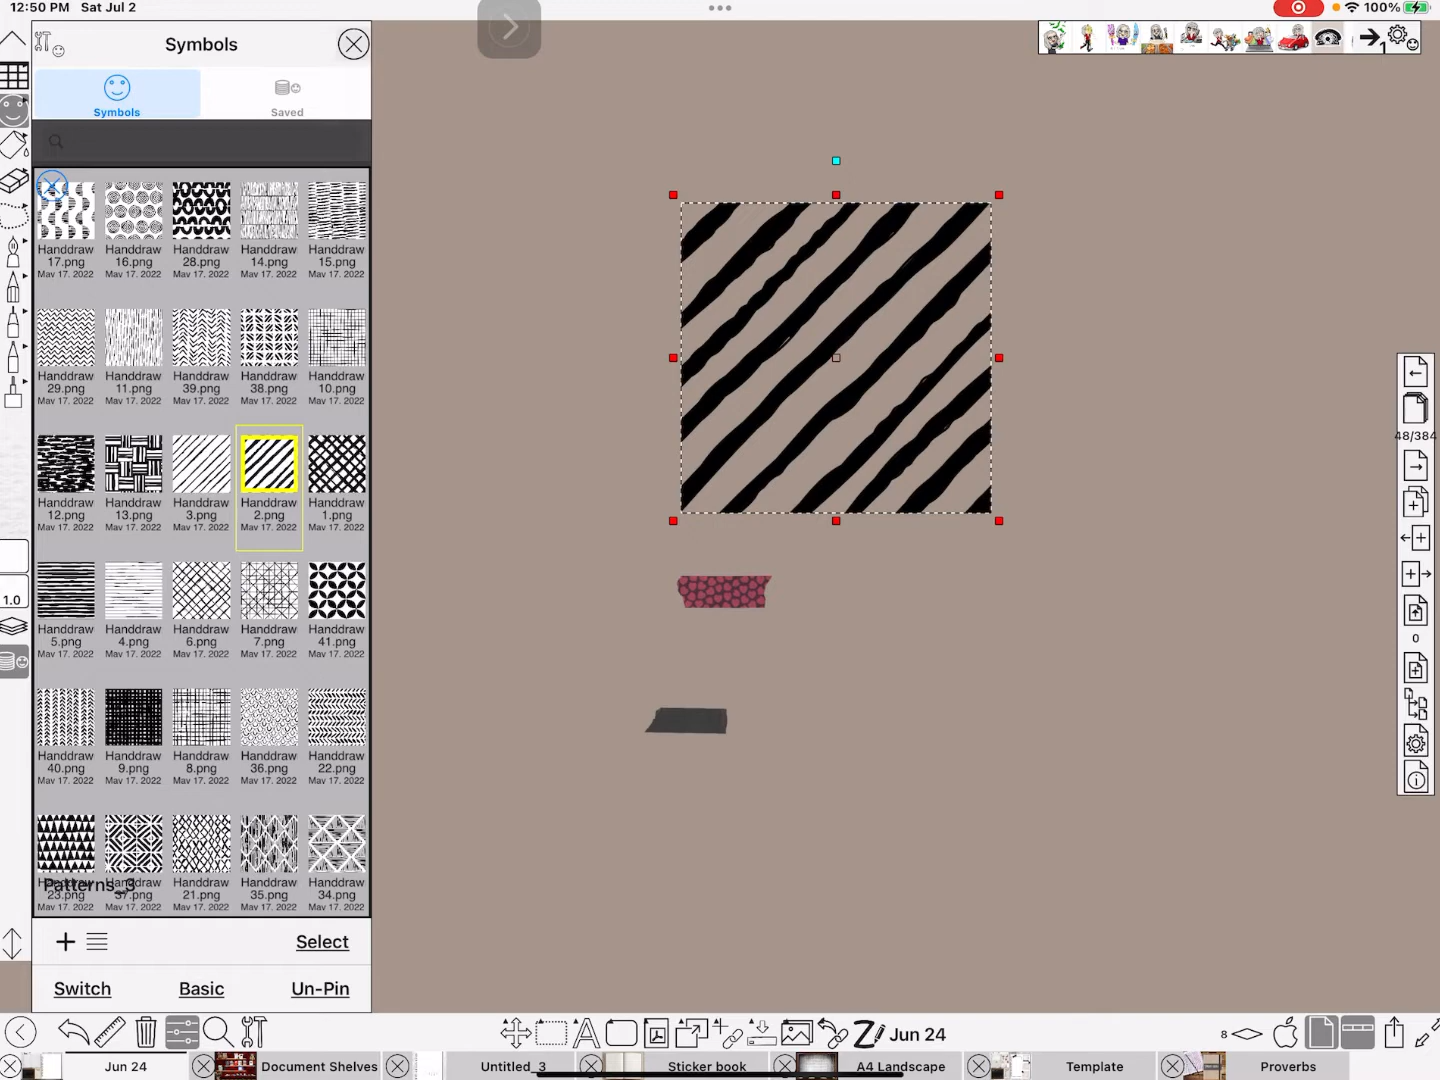 12:50 PM Sat Jul 2
100%
Symbols
Symbols
Saved
Handdraw 17.png May 17, 2022
Handdraw 16.png May 17, 2022
Handdraw 28.png May 17, 2022
Handdraw 14.png May 17, 2022
Handdraw 15.png May 17, 2022
Handdraw 29.png May 17, 2022
Handdraw 11.png May 17, 2022
Handdraw 39.png May 17, 2022
Handdraw 38.png May 17, 2022
Handdraw 10.png May 17, 2022
Handdraw 12.png May 17, 2022
Handdraw 13.png May 17, 2022
Handdraw 3.png May 17, 2022
Handdraw 2.png May 17, 2022
Handdraw 1.png May 17, 2022
Handdraw 5.png May 17, 2022
Handdraw 4.png May 17, 2022
Handdraw 6.png May 17, 2022
Handdraw 7.png May 17, 2022
Handdraw 41.png May 17, 2022
Handdraw 40.png May 17, 2022
Handdraw 9.png May 17, 2022
Handdraw 8.png May 17, 2022
Handdraw 36.png May 17, 2022
Handdraw 22.png May 17, 2022
Handdraw 23.png May 17, 2022
Handdraw 37.png May 17, 2022
Handdraw 21.png May 17, 2022
Handdraw 35.png May 17, 2022
Handdraw 34.png May 17, 2022
Patterns_3
Select
Switch
Basic
Un-Pin
1.0
1
48/384
0
Jun 24
8
Jun 24
Document Shelves
Untitled_3
Sticker book
A4 Landscape
Template
Proverbs